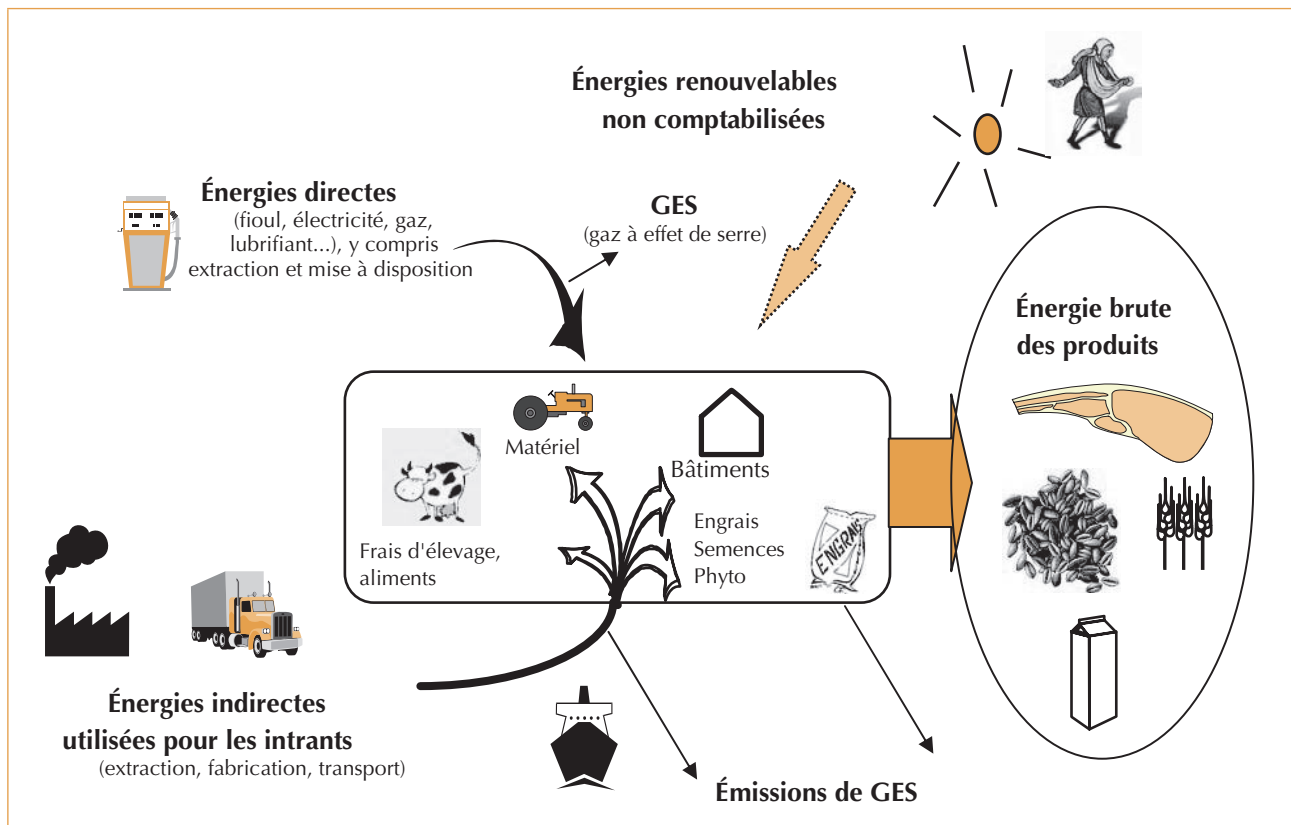 Énergies renouvelables
non comptabilisées
Énergies directes
(fioul, électricité, gaz,
lubrifiant...), y compris
extraction et mise à disposition
GES
(gaz à effet de serre)
Énergie brute
des produits
Matériel
Bâtiments
Frais d'élevage,
aliments
Engrais
Semences
Phyto
ENGRAIS
Énergies indirectes
utilisées pour les intrants
(extraction, fabrication, transport)
Émissions de GES